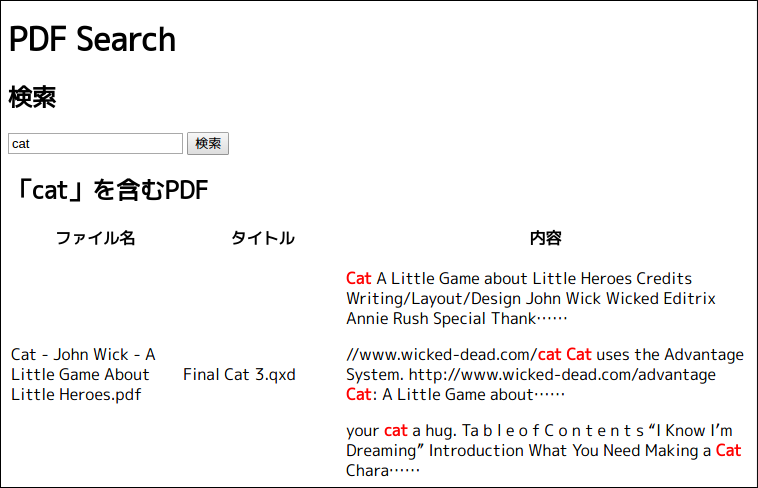 PDF Search
検索
cat 検索
「cat」を含むPDF
ファイル名 タイトル 内容
Cat A Little Game about Little Heroes Credits
Writing/Layout/Design John Wick Wicked Editrix
Annie Rush Special Thank……
Cat - John Wick - A
Little Game About
Little Heroes.pdf
Final Cat 3.qxd
//www.wicked-dead.com/cat Cat uses the Advantage
System. http://www.wicked-dead.com/advantage
Cat: A Little Game about……
your cat a hug. Ta b l e o f C o n t e n t s “I Know I’m
Dreaming” Introduction What You Need Making a Cat
Chara……